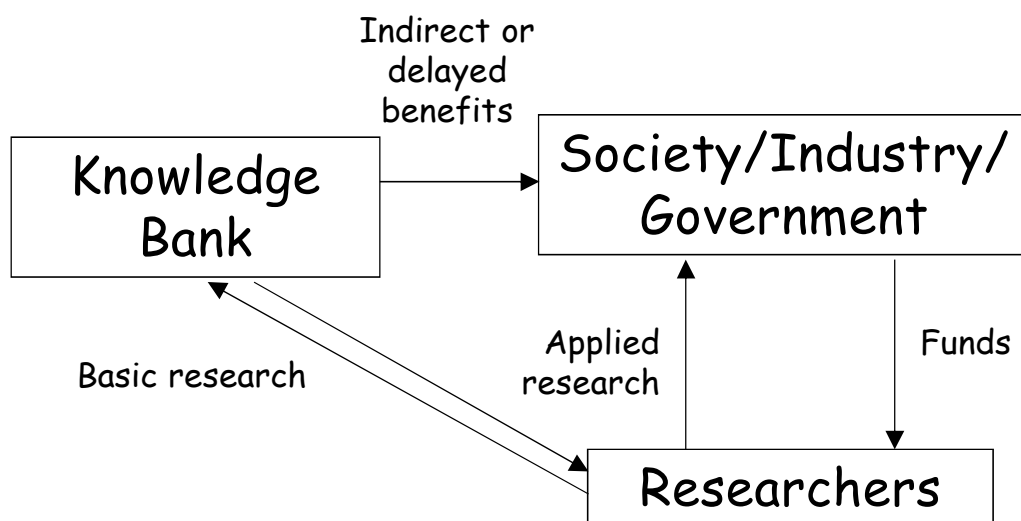 Indirect or
delayed
benefits
Knowledge
Bank
Society/Industry/
Government
Basic research
Applied
research
Funds
Researchers